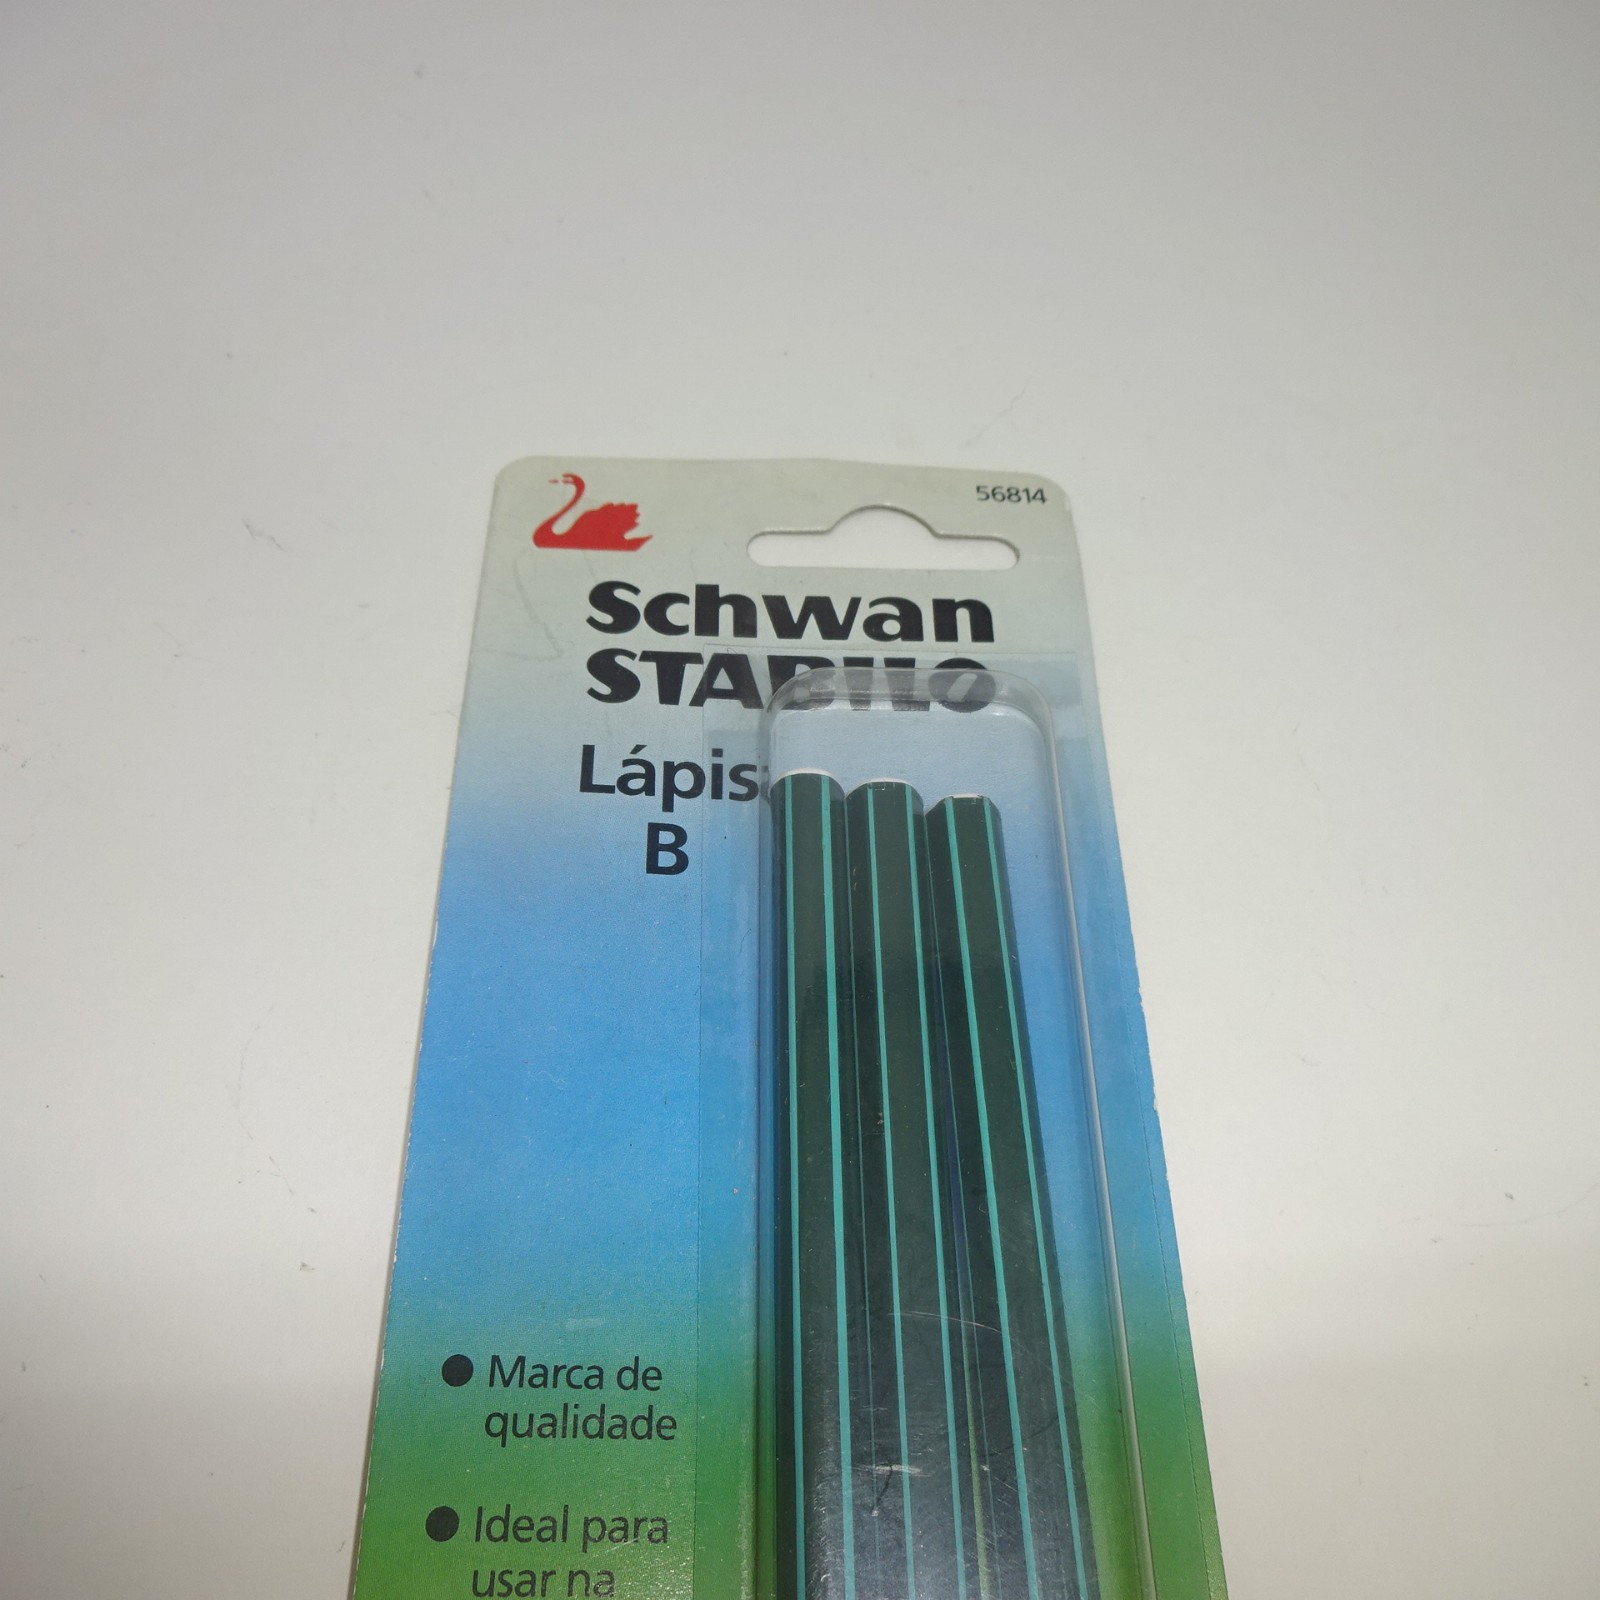 56814
Schwan
STABILO
Lápis
B
● Marca de
qualidade
● Ideal para
usar na